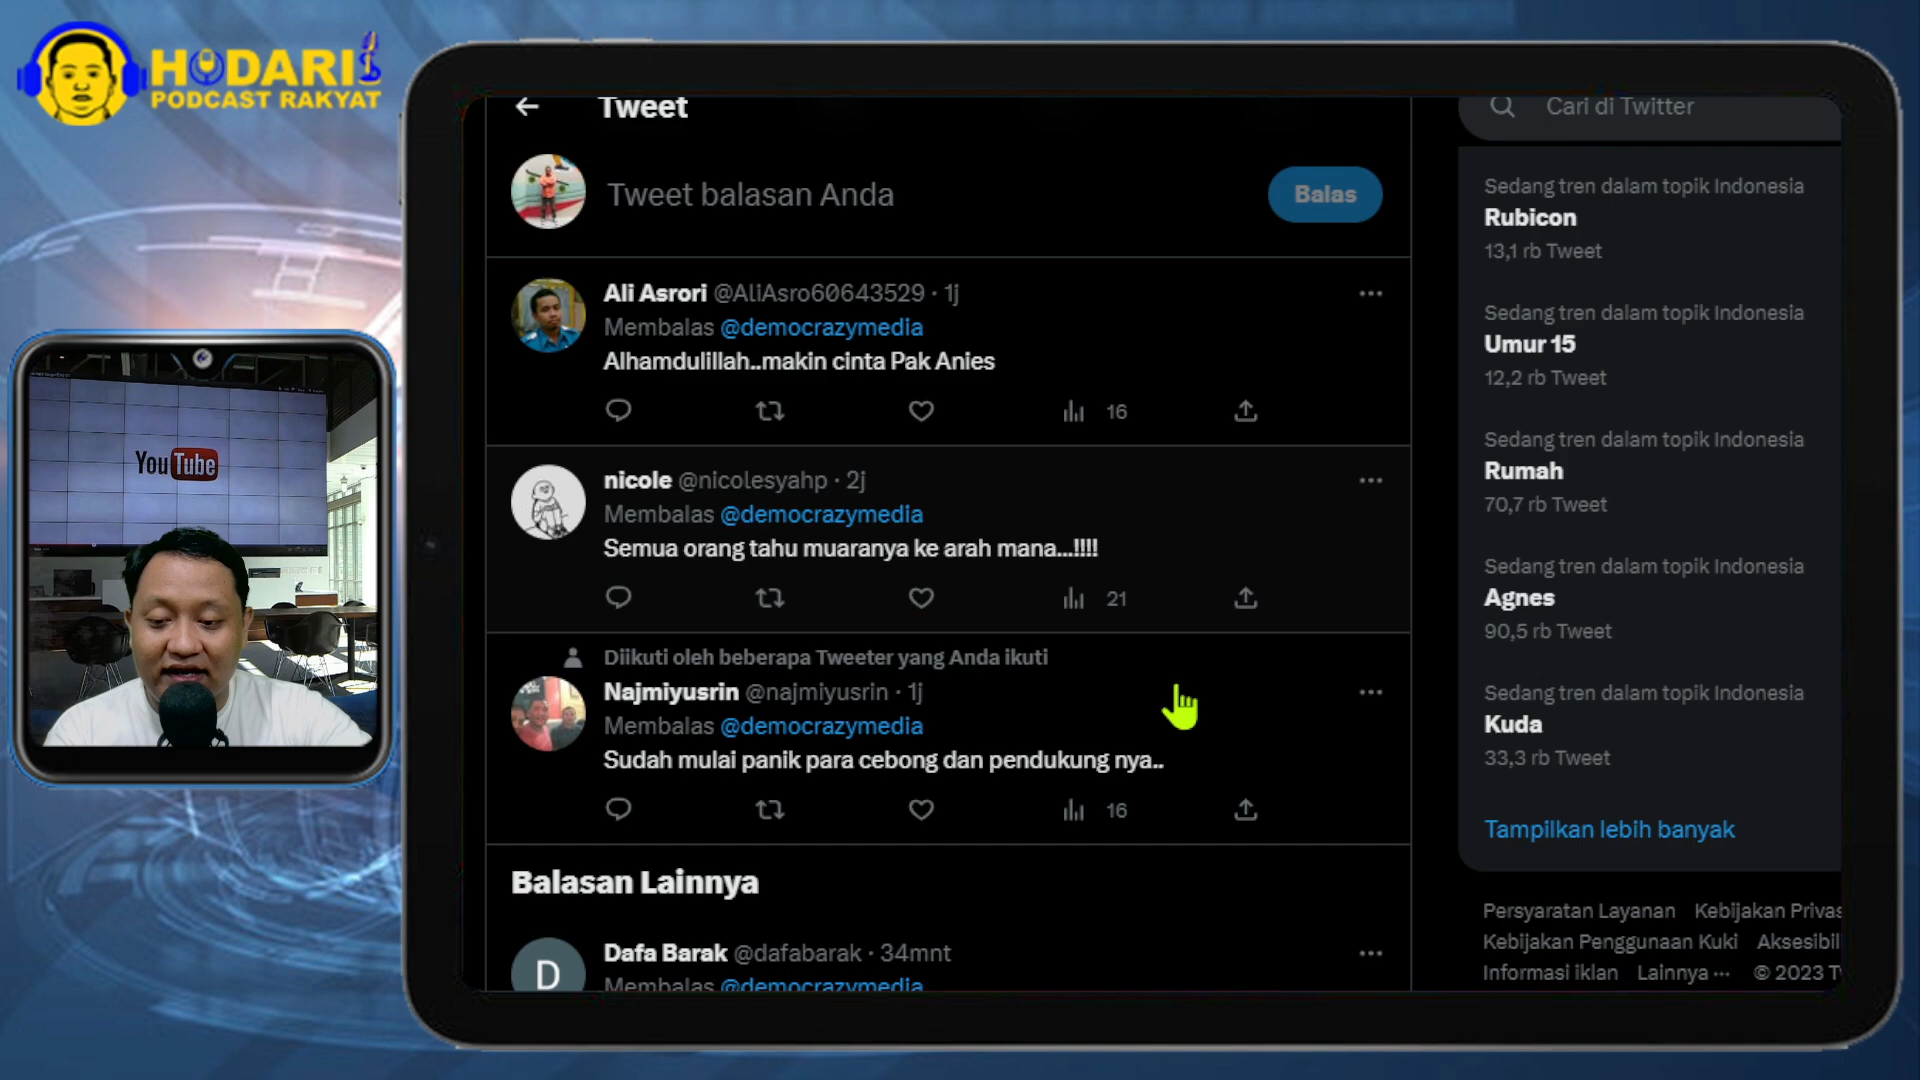 HODARI
PODCAST RAKYAT
YouTube
Tweet
Tweet balasan Anda
Balas
Ali Asrori @AliAsro60643529 · 1j
Membalas @democrazymedia
Alhamdulillah..makin cinta Pak Anies
16
nicole @nicolesyahp · 2j
Membalas @democrazymedia
Semua orang tahu muaranya ke arah mana...!!!!
21
Diikuti oleh beberapa Tweeter yang Anda ikuti
Najmiyusrin @najmiyusrin · 1j
Membalas @democrazymedia
Sudah mulai panik para cebong dan pendukung nya..
16
Balasan Lainnya
D
Dafa Barak @dafabarak · 34mnt
Membalas @democrazymedia
Cari di Twitter
Sedang tren dalam topik Indonesia
Rubicon
13,1 rb Tweet
Sedang tren dalam topik Indonesia
Umur 15
12,2 rb Tweet
Sedang tren dalam topik Indonesia
Rumah
70,7 rb Tweet
Sedang tren dalam topik Indonesia
Agnes
90,5 rb Tweet
Sedang tren dalam topik Indonesia
Kuda
33,3 rb Tweet
Tampilkan lebih banyak
Persyaratan Layanan Kebijakan Privas
Kebijakan Penggunaan Kuki Aksesibil
Informasi iklan Lainnya ··· © 2023 Tw